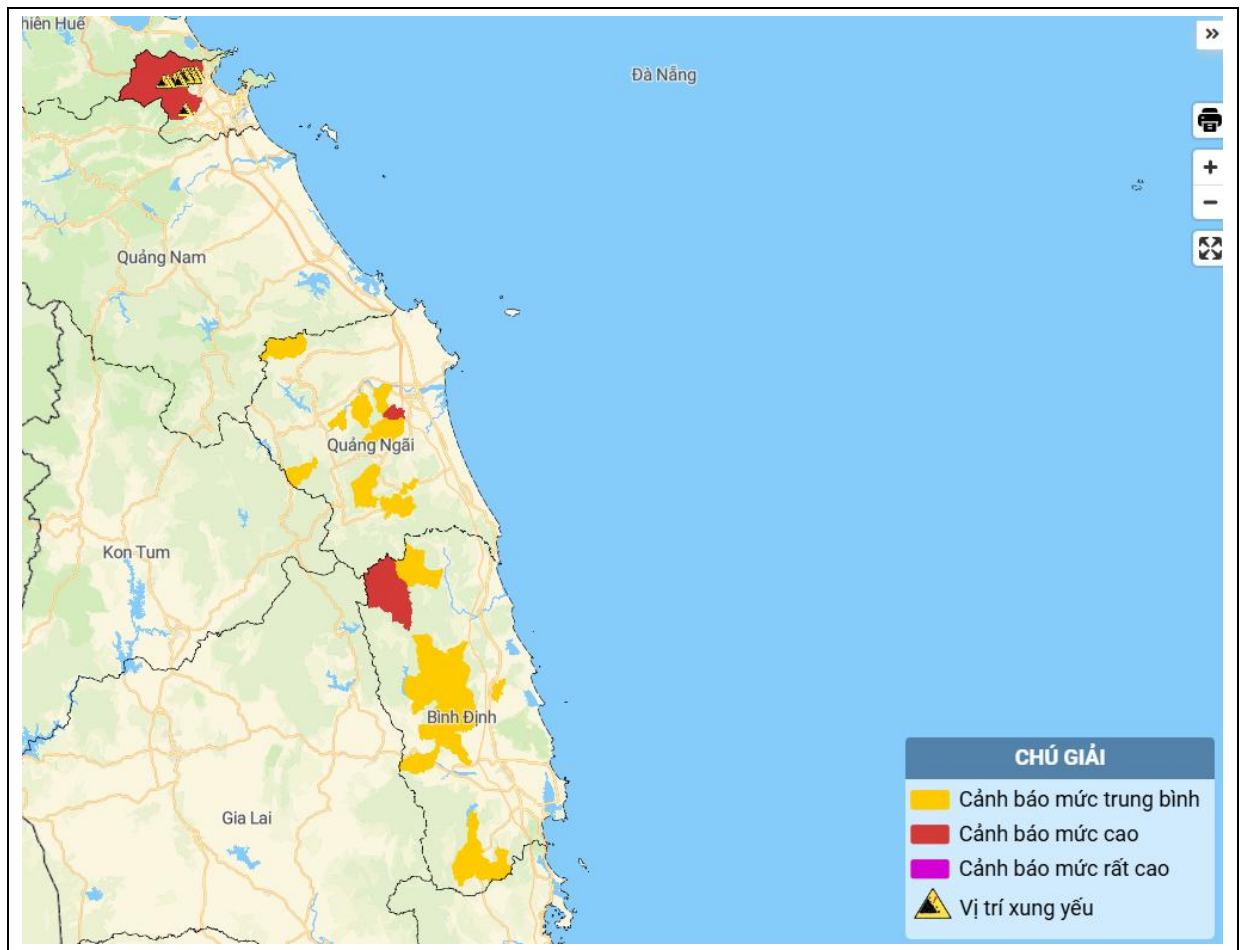 hiên Huế
»
Đà Nẵng
+
−
Quảng Nam
Quảng Ngãi
Kon Tum
Bình Định
Gia Lai
CHÚ GIẢI
Cảnh báo mức trung bình
Cảnh báo mức cao
Cảnh báo mức rất cao
Vị trí xung yếu